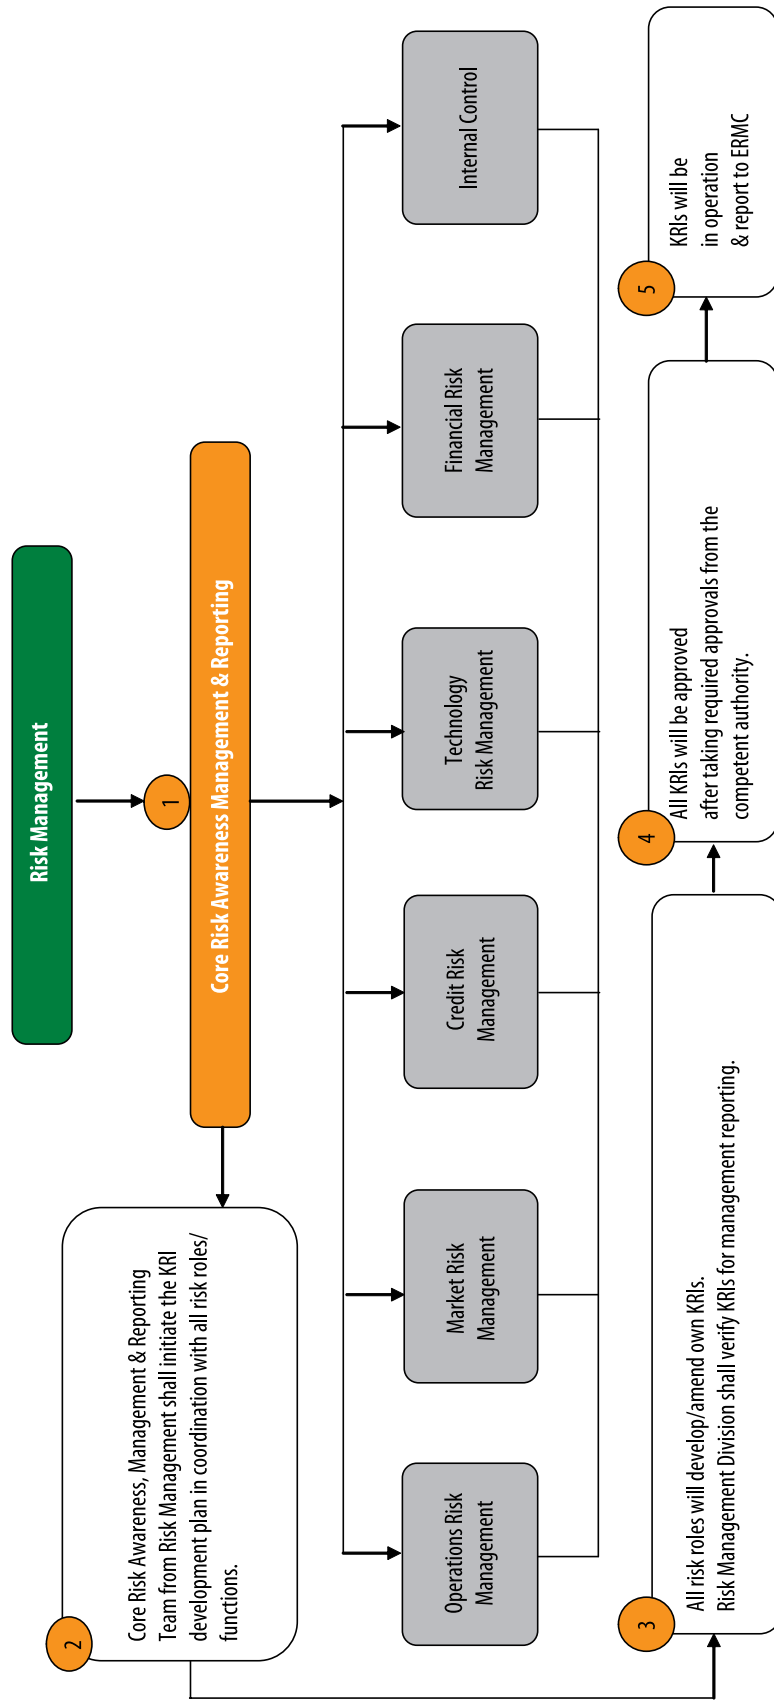 Risk Management
1
Core Risk Awareness Management & Reporting
2
Core Risk Awareness, Management & Reporting
Team from Risk Management shall initiate the KRI
development plan in coordination with all risk roles/
functions.
Operations Risk
Management
Market Risk
Management
Credit Risk
Management
Technology
Risk Management
Financial Risk
Management
Internal Control
3
All risk roles will develop/amend own KRIs.
Risk Management Division shall verify KRIs for management reporting.
4
All KRIs will be approved
after taking required approvals from the
competent authority.
5
KRIs will be
in operation
& report to ERMC